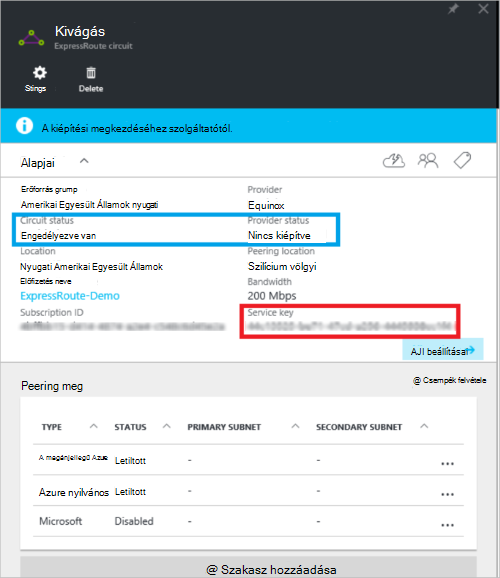 Kivágás
ExpressRoute circuit
Stings
Delete
A kiépítési megkezdéséhez szolgáltatótól.
Alapjai
Erőforrás grump
Provider
Amerikai Egyesült Államok nyugati
Equinox
Circuit status
Provider status
Engedélyezve van
Nincs kiépítve
Location
Peering location
Nyugati Amerikai Egyesült Államok
Szilícium völgyi
Előfizetés neve
Bandwidth
ExpressRoute-Demo
200 Mbps
Subscription ID
Service key
AJI beállításai
Peering meg
@ Csempék felvétele
TYPE STATUS PRIMARY SUBNET SECONDARY SUBNET
A magánjellegű Azue Letiltott - - ...
Azure nyilvános Letiltott - - ...
Microsoft Disabled - - ...
@ Szakasz hozzáadása